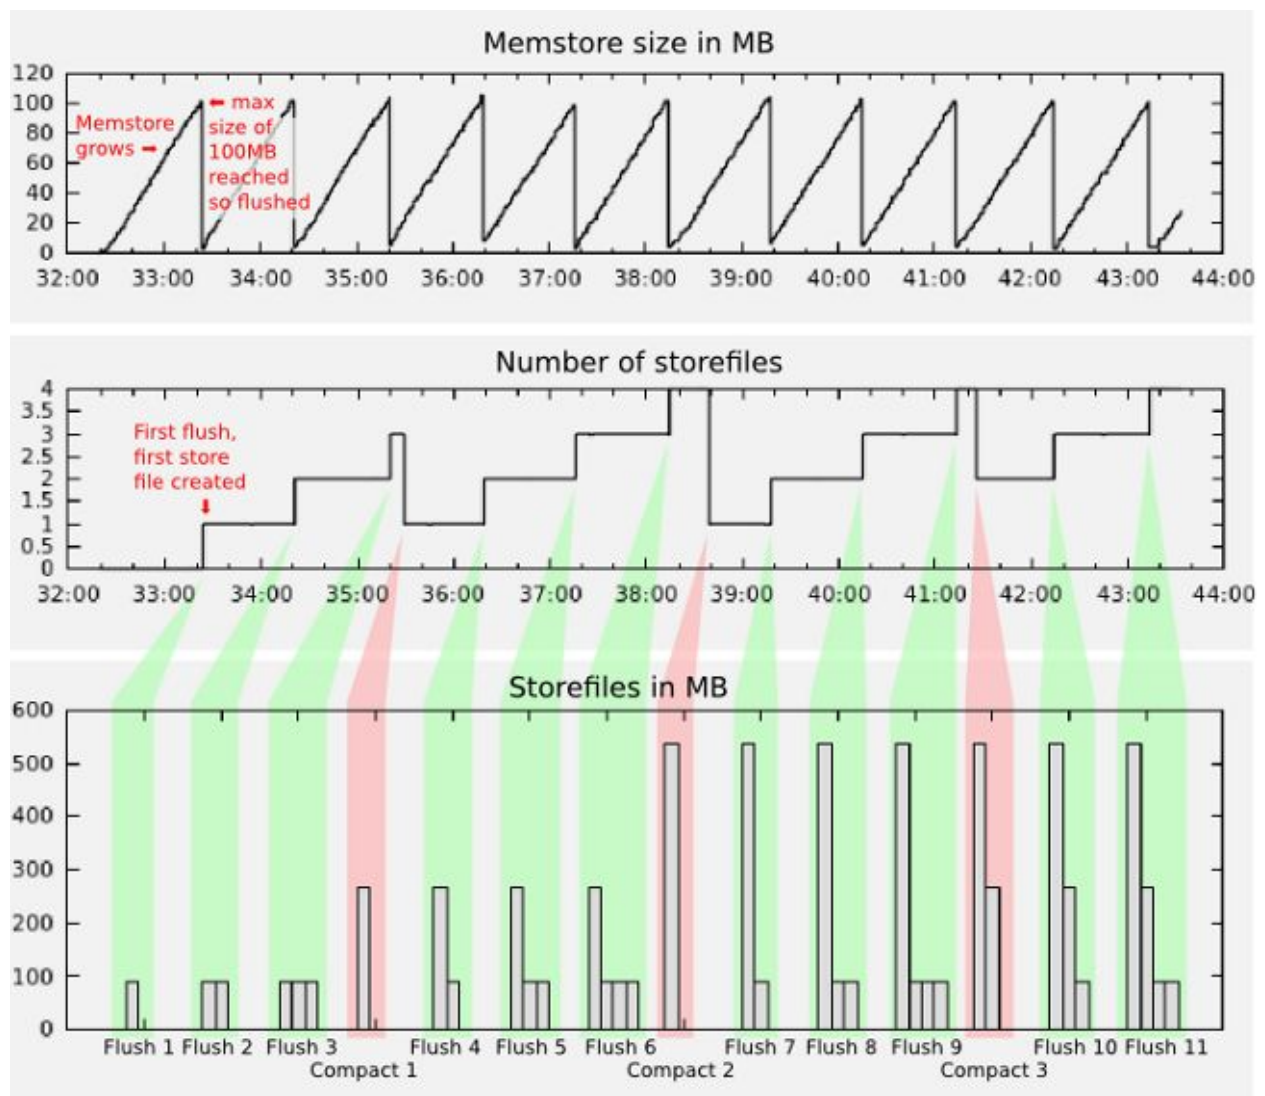 Memstore size in MB
120
100
80
60
40
20
0
Memstore
grows ➡
⬅ max
size of
100MB
reached
so flushed
32:00 33:00 34:00 35:00 36:00 37:00 38:00 39:00 40:00 41:00 42:00 43:00 44:00
Number of storefiles
4
3.5
3
2.5
2
1.5
1
0.5
0
First flush,
first store
file created
32:00 33:00 34:00 35:00 36:00 37:00 38:00 39:00 40:00 41:00 42:00 43:00 44:00
Storefiles in MB
600
500
400
300
200
100
0
Flush 1 Flush 2 Flush 3 Flush 4 Flush 5 Flush 6 Flush 7 Flush 8 Flush 9 Flush 10 Flush 11
Compact 1 Compact 2 Compact 3